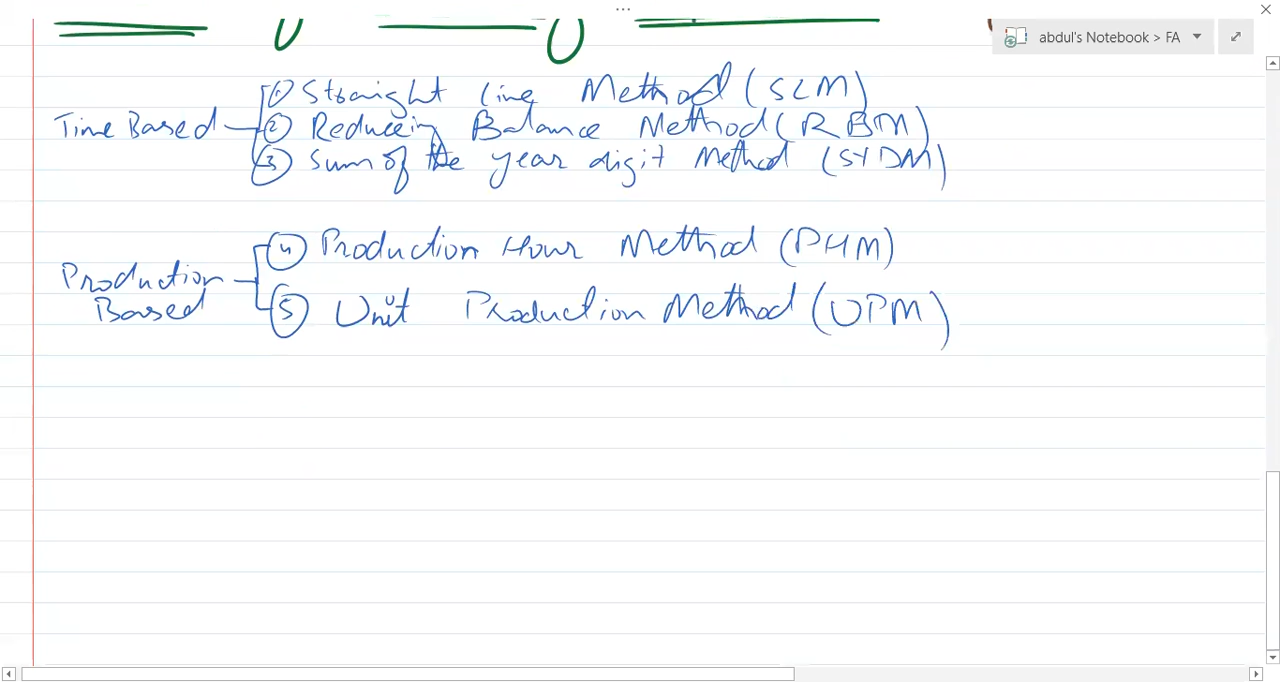 abdul's Notebook > FA
① Straight line Method (SLM)
Time Based ② Reduceing Balance Method (RBM)
③ Sum of the year digit Method (SYDM)
④ Production Hour Method (PHM)
Production
Based ⑤ Unit Production Method (UPM)